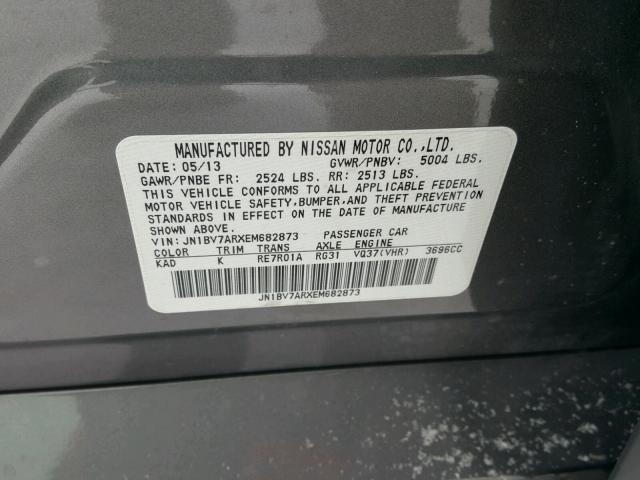 MANUFACTURED BY NISSAN MOTOR CO.,LTD.
DATE: 05/13 GVWR/PNBV: 5004 LBS.
GAWR/PNBE FR: 2524 LBS. RR: 2513 LBS.
THIS VEHICLE CONFORMS TO ALL APPLICABLE FEDERAL
MOTOR VEHICLE SAFETY,BUMPER,AND THEFT PREVENTION
STANDARDS IN EFFECT ON THE DATE OF MANUFACTURE
SHOWN ABOVE.
VIN: JN1BV7ARXEM682873 PASSENGER CAR
COLOR TRIM TRANS AXLE ENGINE
KAD K RE7R01A RG31 VQ37(VHR) 3696CC
JN1BV7ARXEM682873